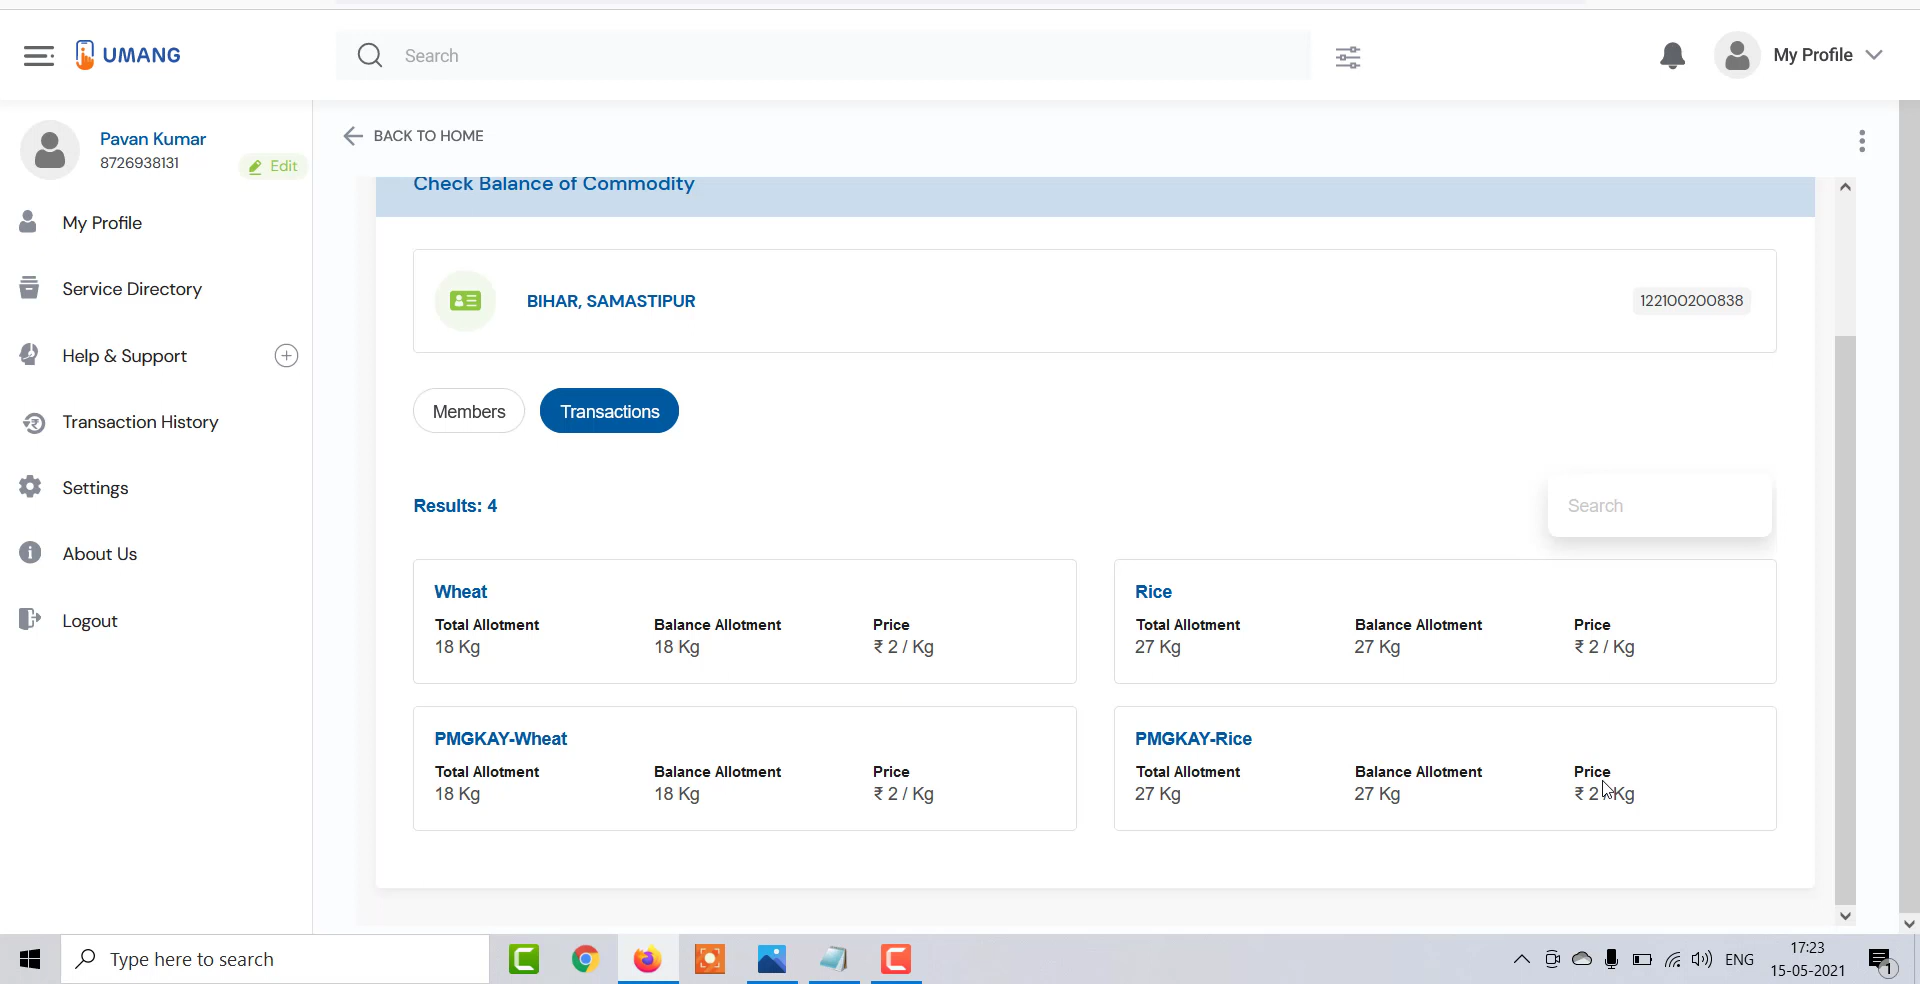 UMANG
Search
My Profile
Pavan Kumar
8726938131
Edit
My Profile
Service Directory
Help & Support
Transaction History
Settings
About Us
Logout
BACK TO HOME
Check Balance of Commodity
BIHAR, SAMASTIPUR
122100200838
Members
Transactions
Results: 4
Search
Wheat
Total Allotment Balance Allotment Price
18 Kg 18 Kg ₹ 2 / Kg
Rice
Total Allotment Balance Allotment Price
27 Kg 27 Kg ₹ 2 / Kg
PMGKAY-Wheat
Total Allotment Balance Allotment Price
18 Kg 18 Kg ₹ 2 / Kg
PMGKAY-Rice
Total Allotment Balance Allotment Price
27 Kg 27 Kg ₹ 2 / Kg
Type here to search
ENG
17:23
15-05-2021
1